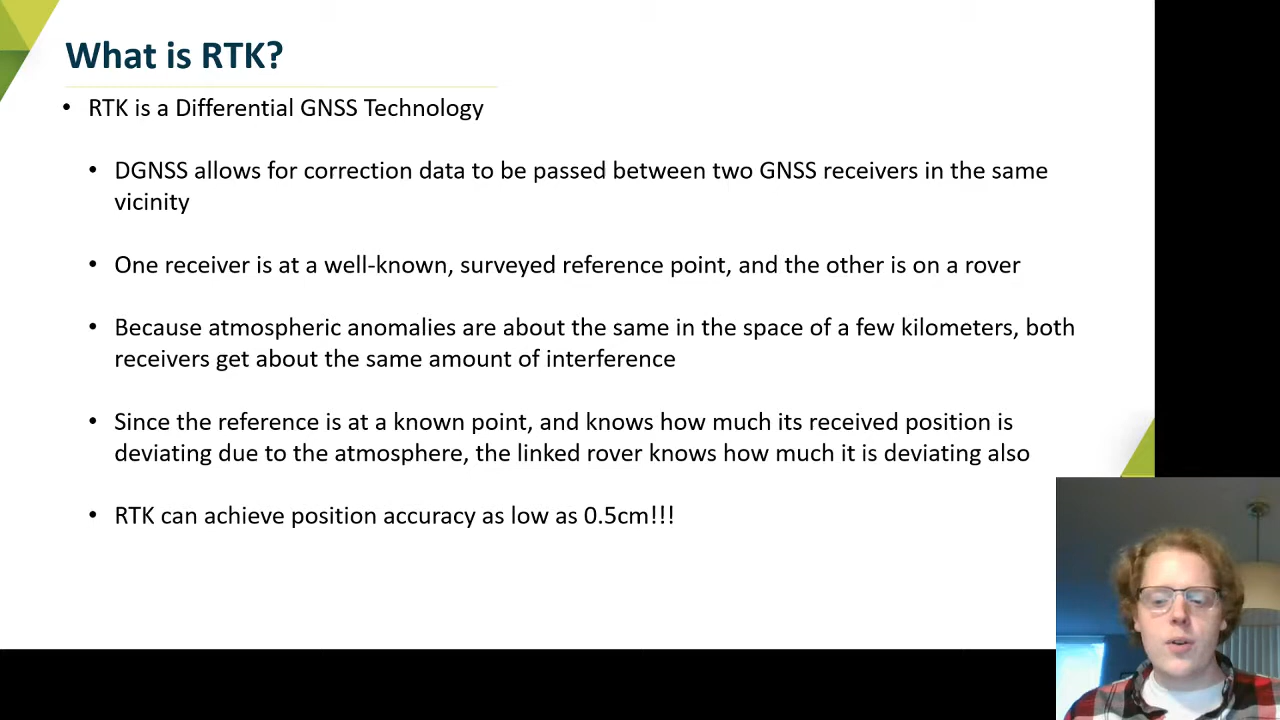 What is RTK?
• RTK is a Differential GNSS Technology
• DGNSS allows for correction data to be passed between two GNSS receivers in the same
vicinity
• One receiver is at a well-known, surveyed reference point, and the other is on a rover
• Because atmospheric anomalies are about the same in the space of a few kilometers, both
receivers get about the same amount of interference
• Since the reference is at a known point, and knows how much its received position is
deviating due to the atmosphere, the linked rover knows how much it is deviating also
• RTK can achieve position accuracy as low as 0.5cm!!!